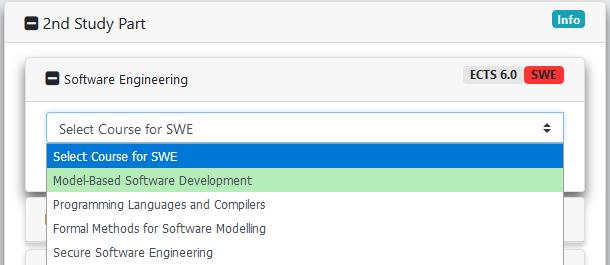 2nd Study Part
Info
Software Engineering
ECTS 6.0
SWE
Select Course for SWE
Select Course for SWE
Model-Based Software Development
Programming Languages and Compilers
Formal Methods for Software Modelling
Secure Software Engineering